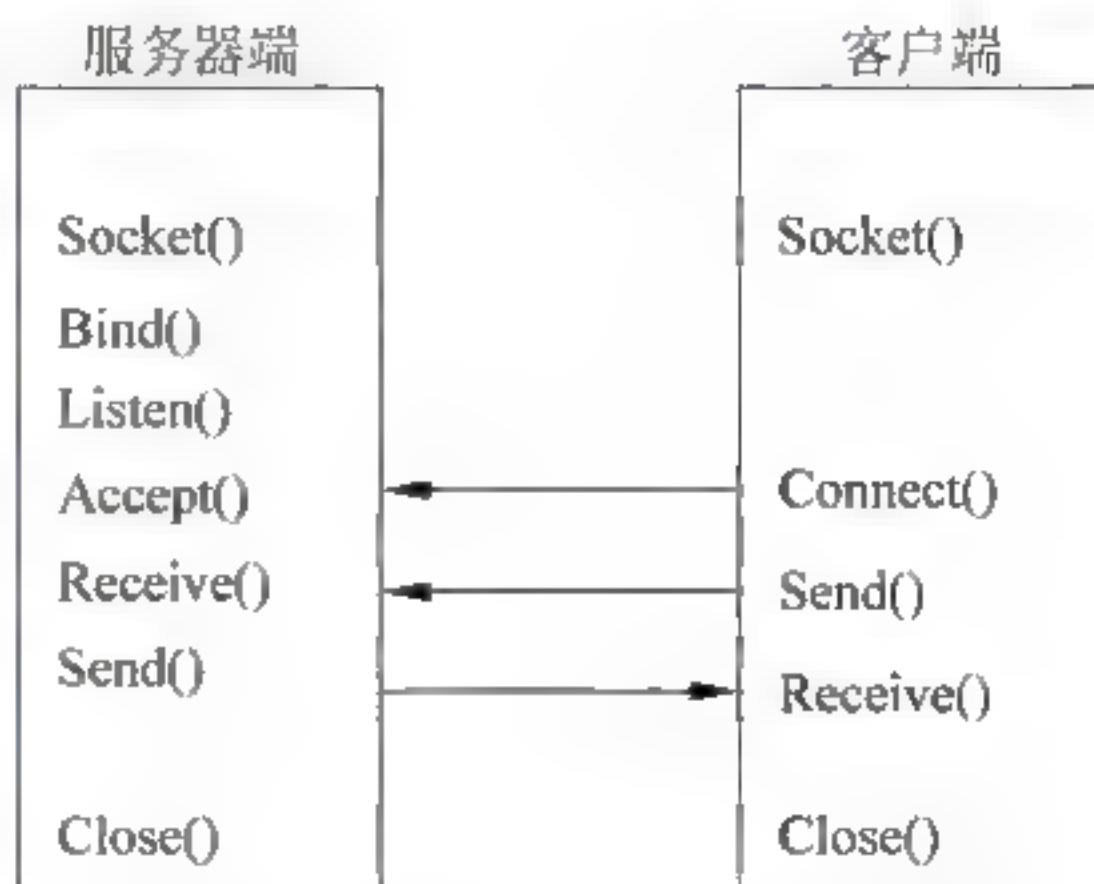 服务器端
Socket()
Bind()
Listen()
Accept()
Receive()
Send()
Close()
客户端
Socket()
Connect()
Send()
Receive()
Close()